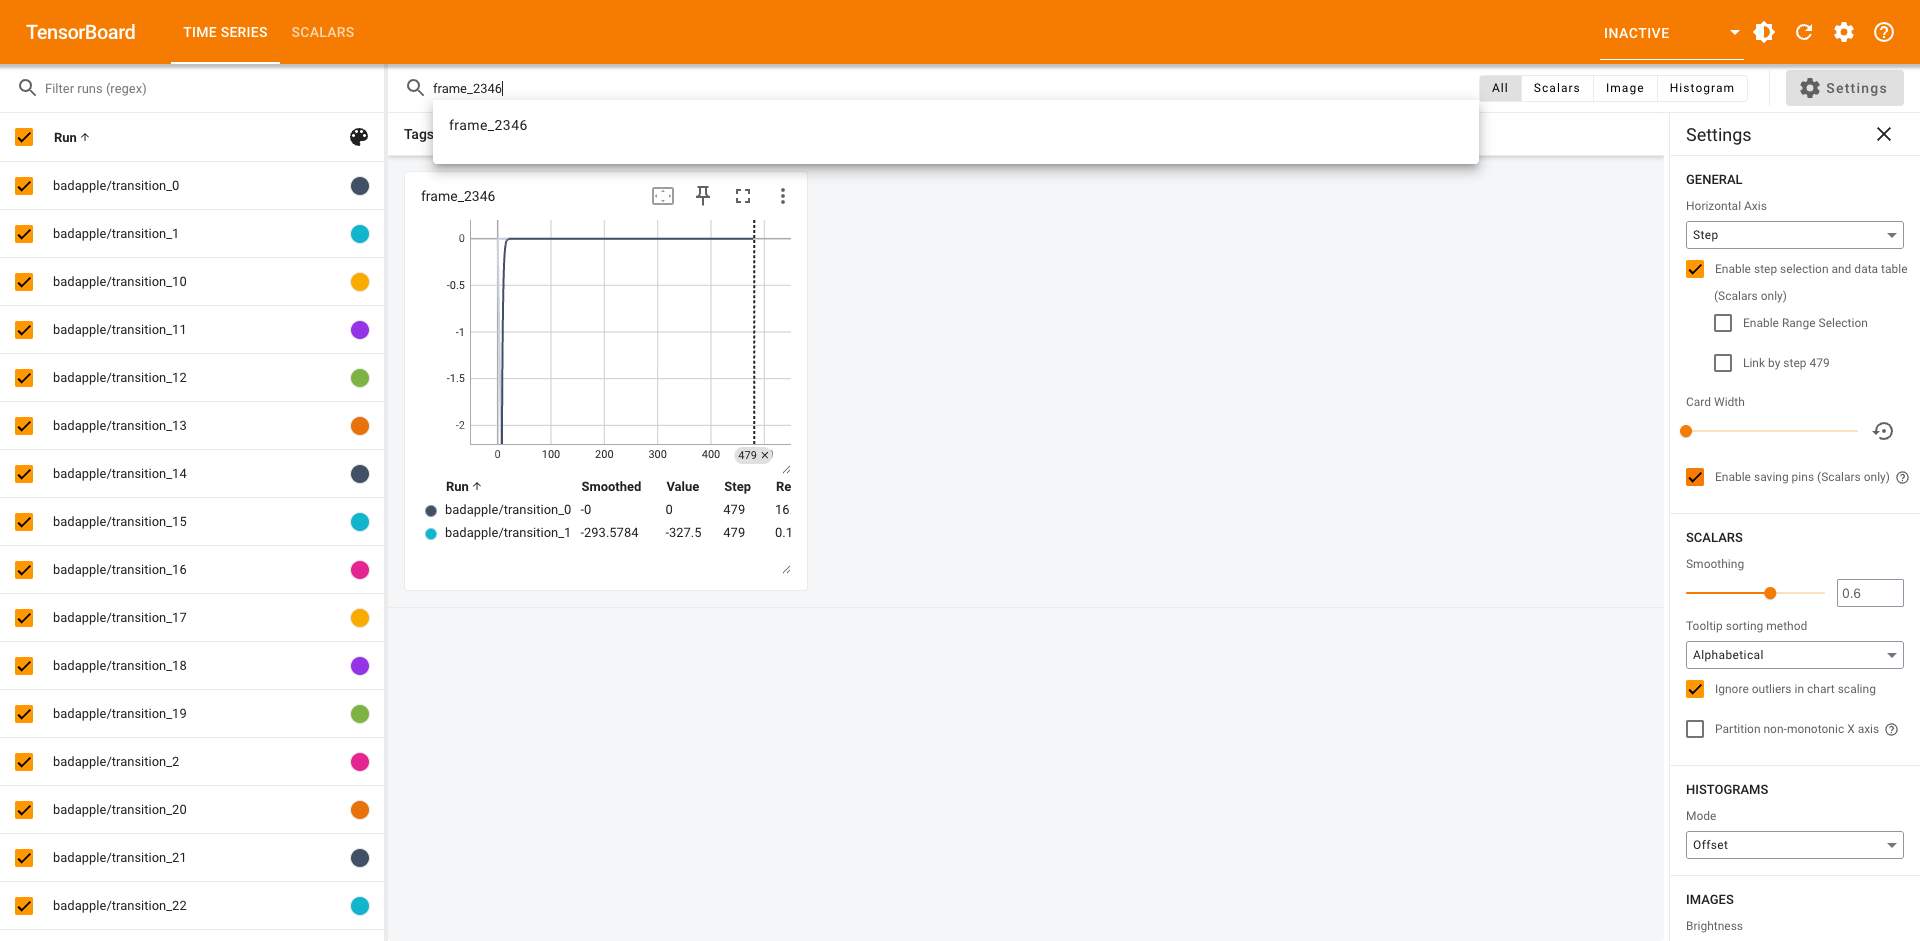 TensorBoard
TIME SERIES
SCALARS
INACTIVE
Filter runs (regex)
Run
badapple/transition_0
badapple/transition_1
badapple/transition_10
badapple/transition_11
badapple/transition_12
badapple/transition_13
badapple/transition_14
badapple/transition_15
badapple/transition_16
badapple/transition_17
badapple/transition_18
badapple/transition_19
badapple/transition_2
badapple/transition_20
badapple/transition_21
badapple/transition_22
frame_2346
All Scalars Image Histogram
Settings
frame_2346
Tags
frame_2346
0
-0.5
-1
-1.5
-2
0 100 200 300 400 479
Run Smoothed Value Step Re
badapple/transition_0 -0 0 479 16
badapple/transition_1 -293.5784 -327.5 479 0.1
Settings
GENERAL
Horizontal Axis
Step
Enable step selection and data table
(Scalars only)
Enable Range Selection
Link by step 479
Card Width
Enable saving pins (Scalars only)
SCALARS
Smoothing
0.6
Tooltip sorting method
Alphabetical
Ignore outliers in chart scaling
Partition non-monotonic X axis
HISTOGRAMS
Mode
Offset
IMAGES
Brightness